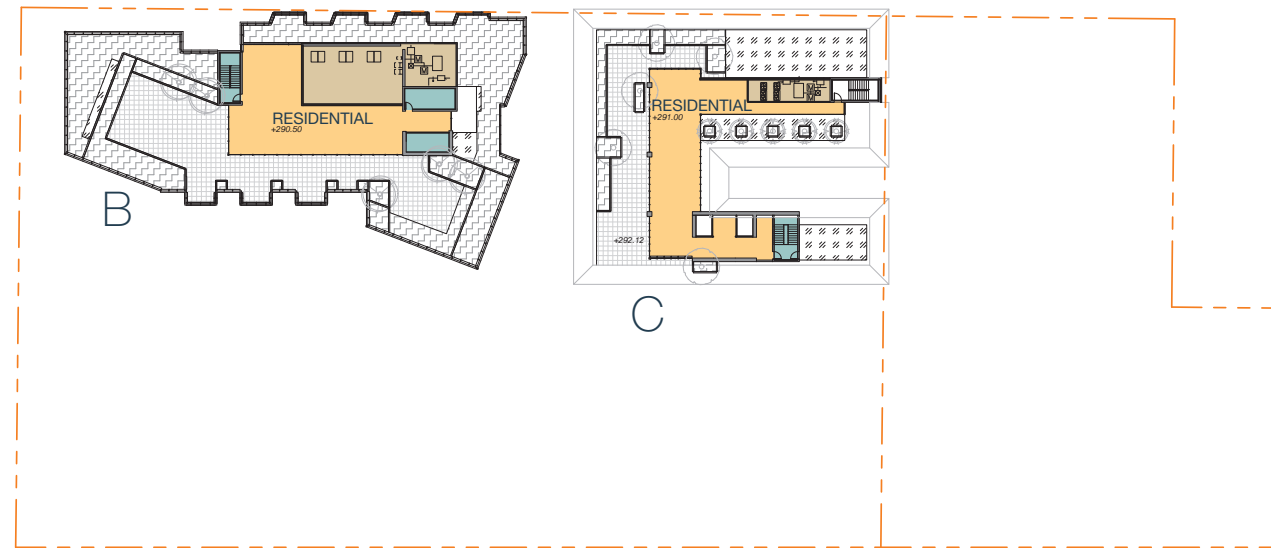 RESIDENTIAL
+290.50
B
RESIDENTIAL
+291.00
+292.12
C